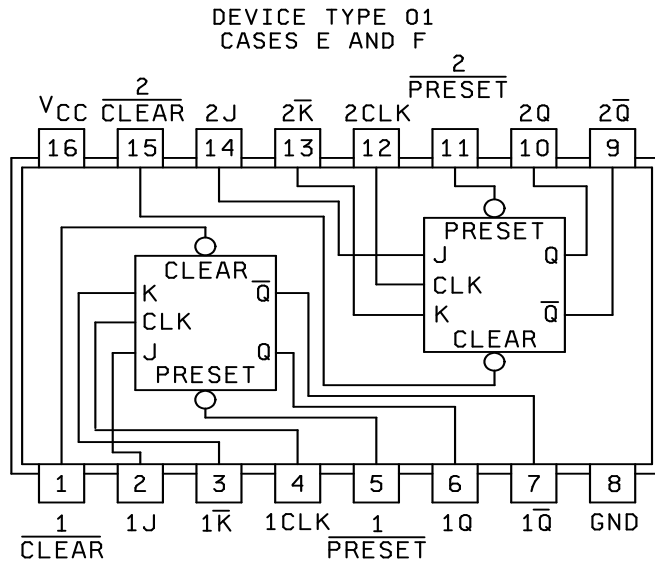 DEVICE TYPE 01
CASES E AND F
2
PRESET
2
VCC CLEAR 2J 2K̅ 2CLK 2Q 2Q̅
16 15 14 13 12 11 10 9
PRESET
J Q
CLK
K Q̅
CLEAR
CLEAR
K Q̅
CLK
J Q
PRESET
1 2 3 4 5 6 7 8
1 1J 1K̅ 1CLK 1 1Q 1Q̅ GND
CLEAR PRESET